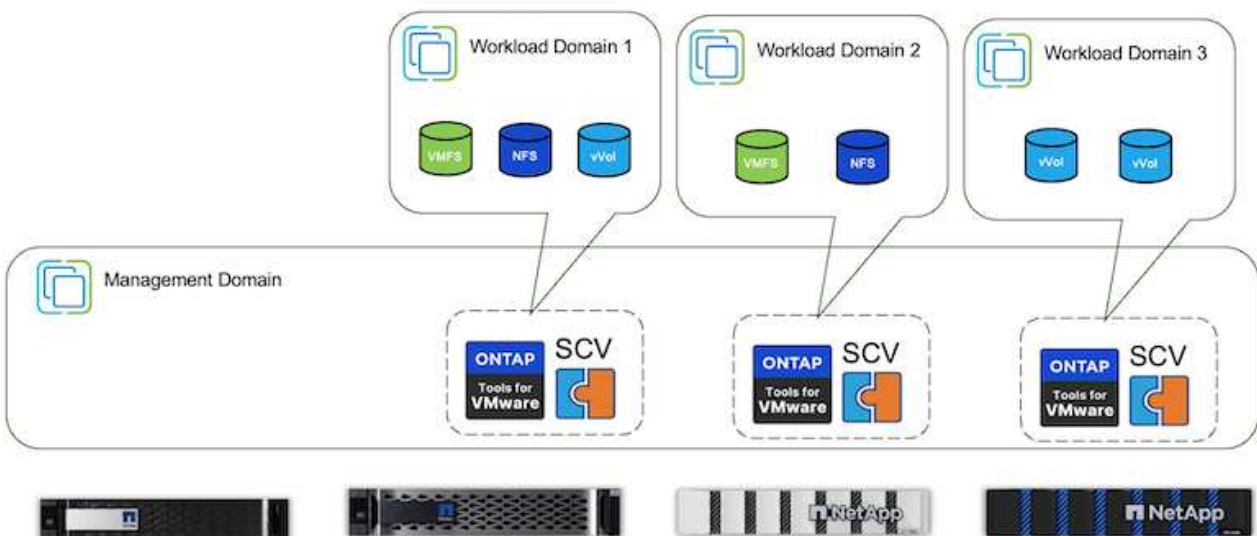 Workload Domain 1
Workload Domain 2
Workload Domain 3
VMFS
NFS
vVol
VMFS
NFS
vVol
vVol
Management Domain
ONTAP
Tools for
VMware
SCV
ONTAP
Tools for
VMware
SCV
ONTAP
Tools for
VMware
SCV
NetApp
NetApp